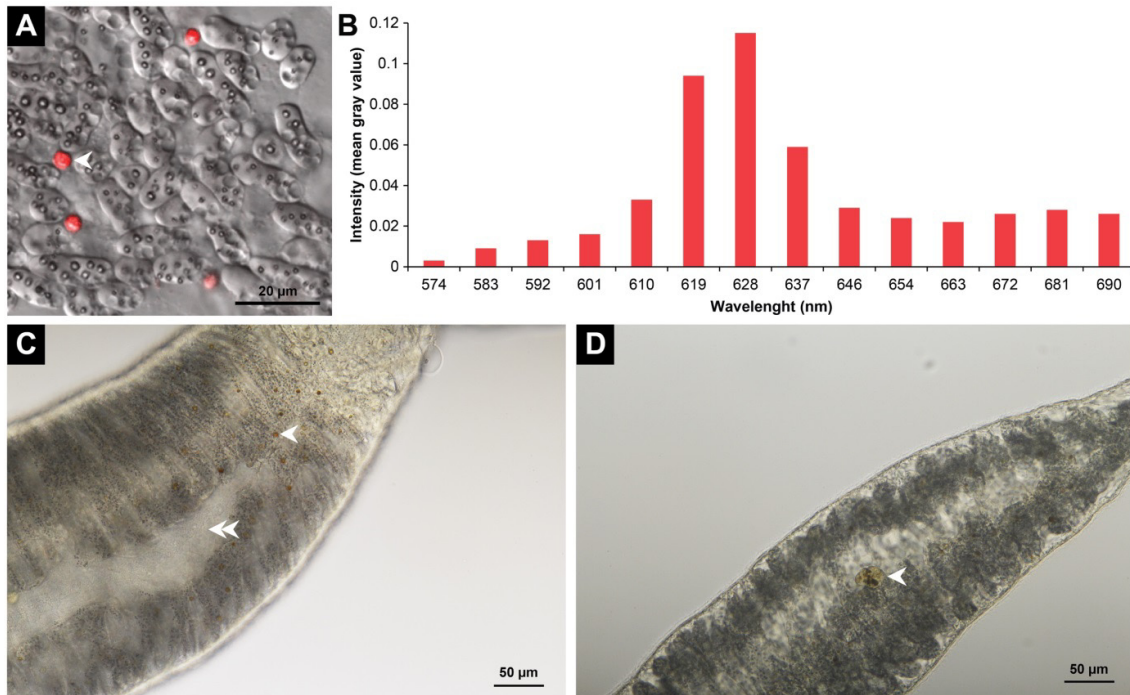 A
20 µm
B
Intensity (mean gray value)
0.12
0.1
0.08
0.06
0.04
0.02
0
574 583 592 601 610 619 628 637 646 654 663 672 681 690
Wavelenght (nm)
C
50 µm
D
50 µm